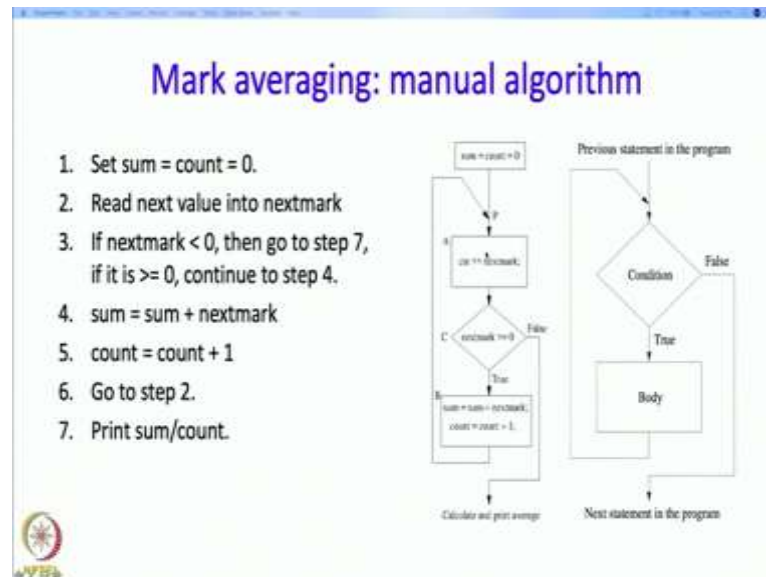 Mark averaging: manual algorithm
1. Set sum = count = 0.
2. Read next value into nextmark
3. If nextmark < 0, then go to step 7,
if it is >= 0, continue to step 4.
4. sum = sum + nextmark
5. count = count + 1
6. Go to step 2.
7. Print sum/count.
sum = count = 0
P
A
cin >> nextmark;
C
nextmark >=0
False
True
B
sum = sum + nextmark;
count = count + 1;
Calculate and print average
Previous statement in the program
Condition
False
True
Body
Next statement in the program
NPTEL